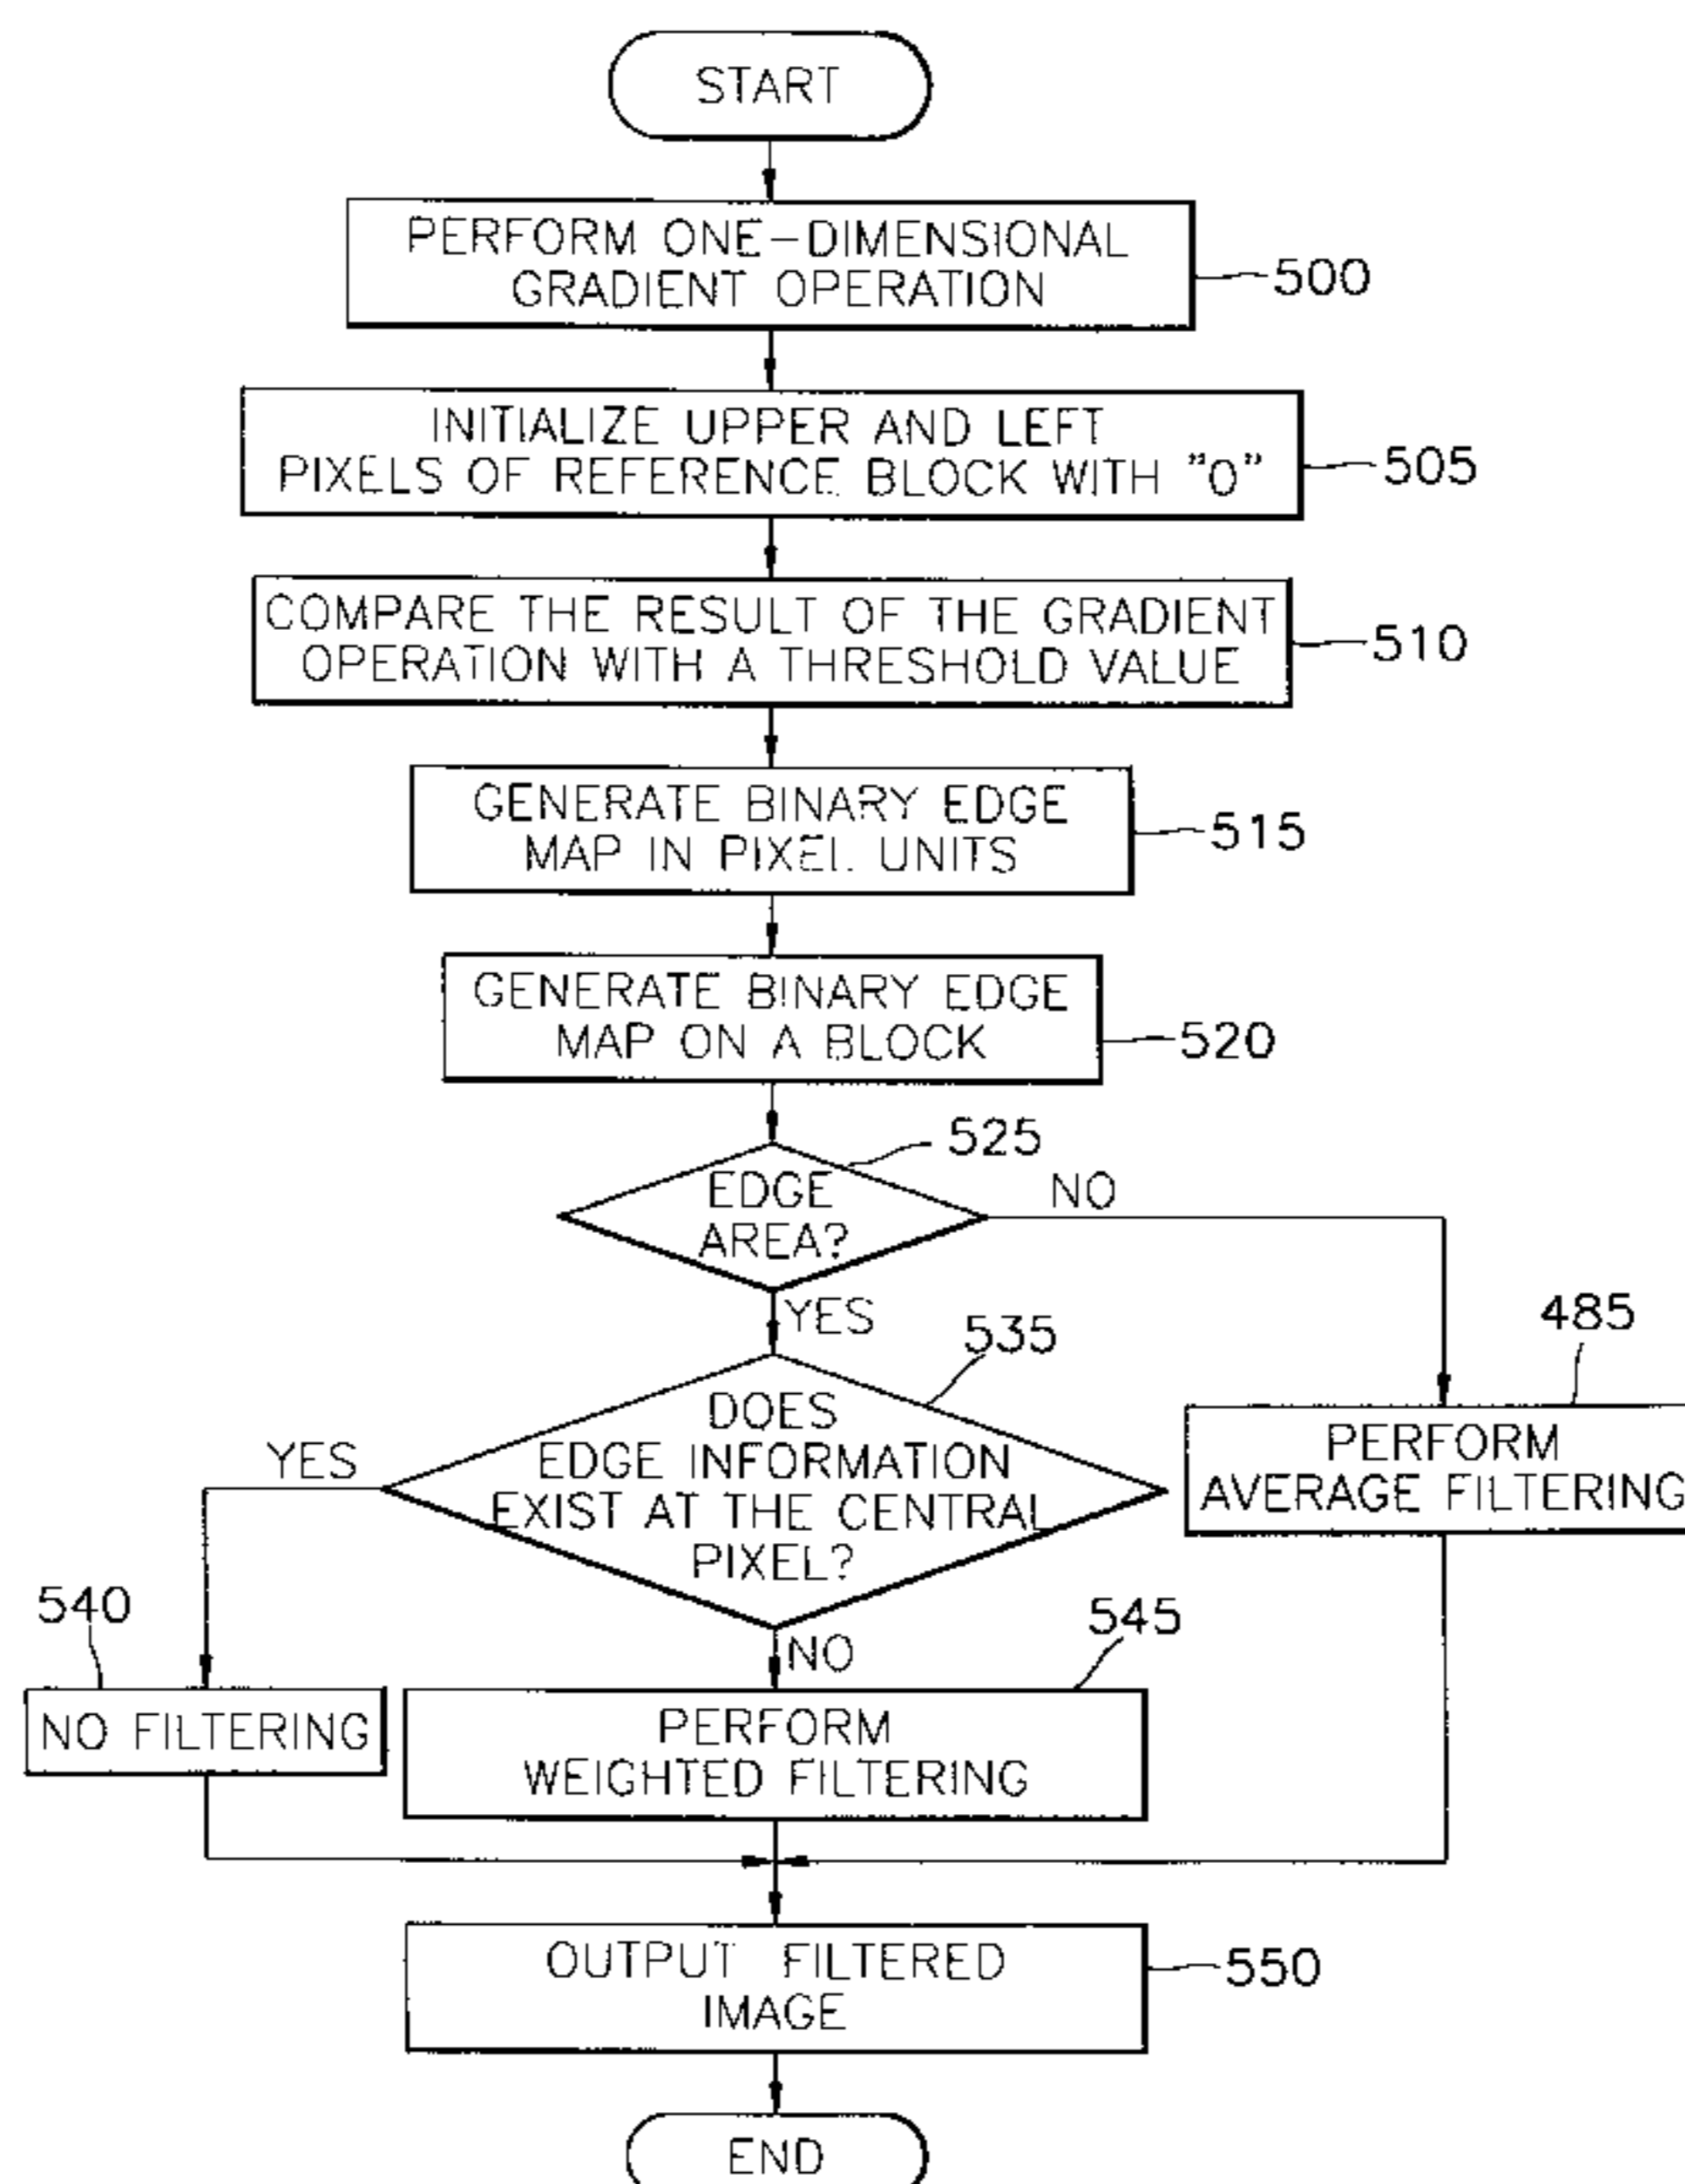 START
PERFORM ONE-DIMENSIONAL
GRADIENT OPERATION
500
INITIALIZE UPPER AND LEFT
PIXELS OF REFERENCE BLOCK WITH "0"
505
COMPARE THE RESULT OF THE GRADIENT
OPERATION WITH A THRESHOLD VALUE
510
GENERATE BINARY EDGE
MAP IN PIXEL UNITS
515
GENERATE BINARY EDGE
MAP ON A BLOCK
520
525
EDGE
AREA?
NO
YES
485
535
DOES
EDGE INFORMATION
EXIST AT THE CENTRAL
PIXEL?
YES
PERFORM
AVERAGE FILTERING
540
NO
545
NO FILTERING
PERFORM
WEIGHTED FILTERING
OUTPUT FILTERED
IMAGE
550
END